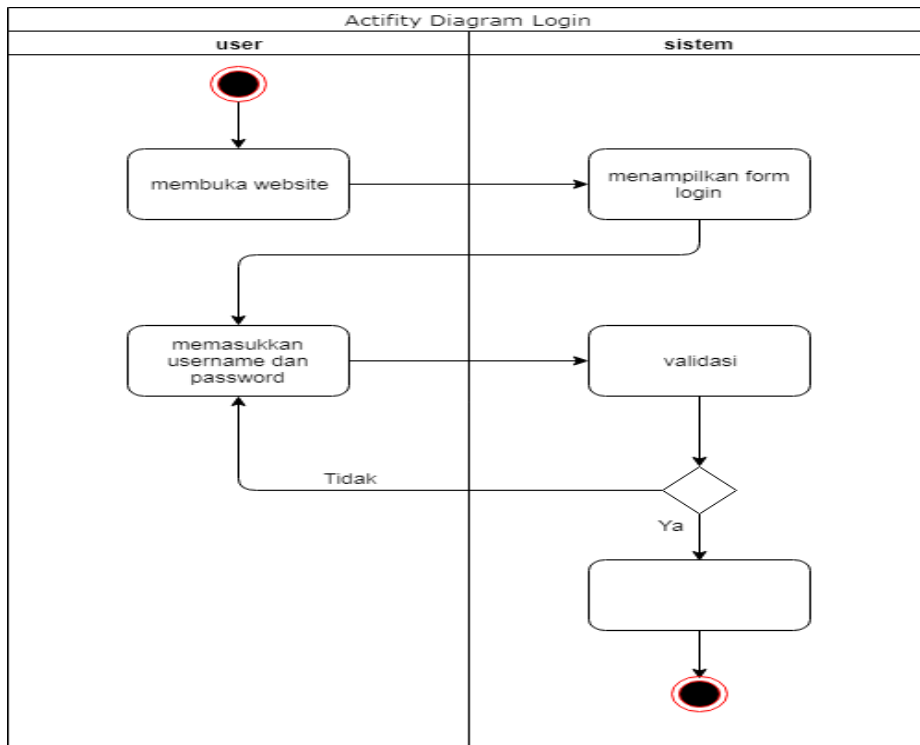 Actifity Diagram Login
user
sistem
membuka website
menampilkan form
login
memasukkan
username dan
password
validasi
Tidak
Ya